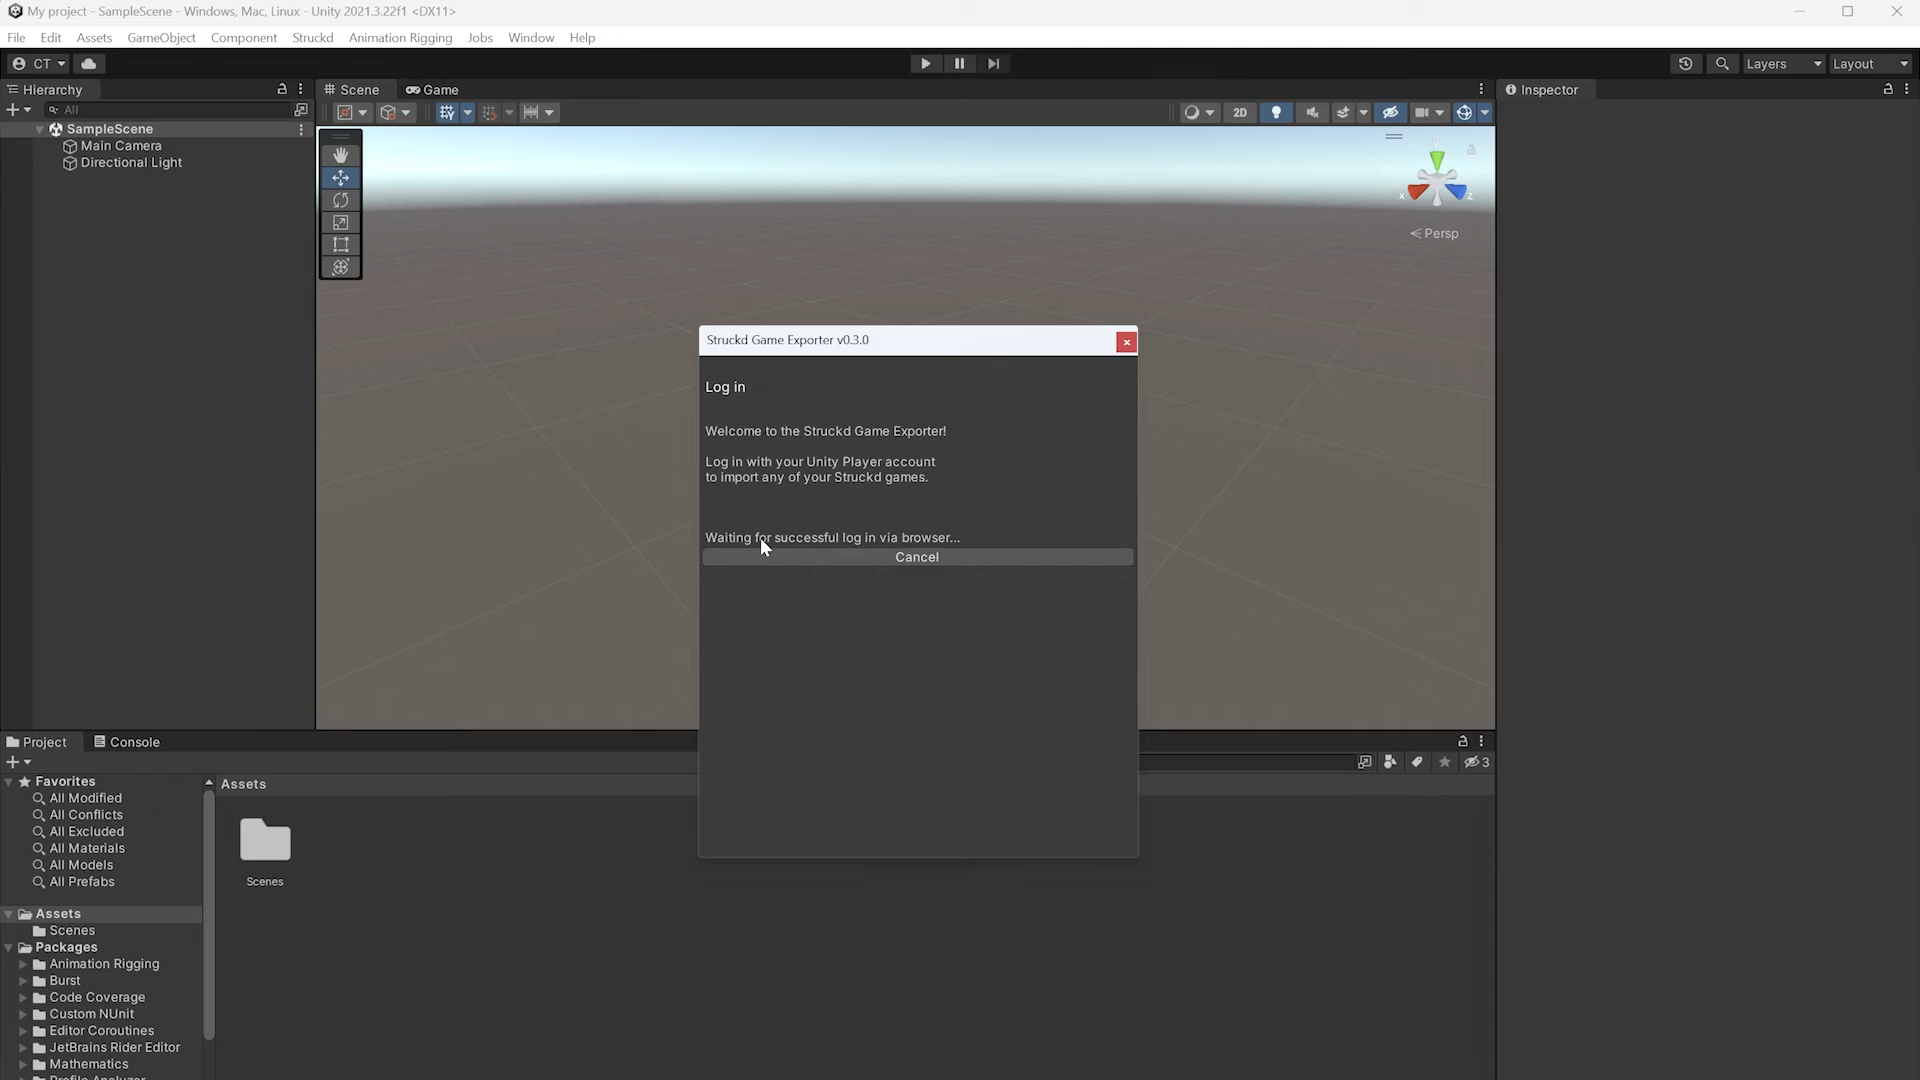 My project - SampleScene - Windows, Mac, Linux - Unity 2021.3.22f1 <DX11>
File Edit Assets GameObject Component Struckd Animation Rigging Jobs Window Help
CT Layers Layout
Hierarchy
Scene Game
Inspector
All
2D
SampleScene
Main Camera
Directional Light
x z
Persp
Struckd Game Exporter v0.3.0
Log in
Welcome to the Struckd Game Exporter!
Log in with your Unity Player account
to import any of your Struckd games.
Waiting for successful log in via browser...
Cancel
Project Console
3
Favorites
All Modified
All Conflicts
All Excluded
All Materials
All Models
All Prefabs
Assets
Scenes
Packages
Animation Rigging
Burst
Code Coverage
Custom NUnit
Editor Coroutines
JetBrains Rider Editor
Mathematics
Assets
Scenes